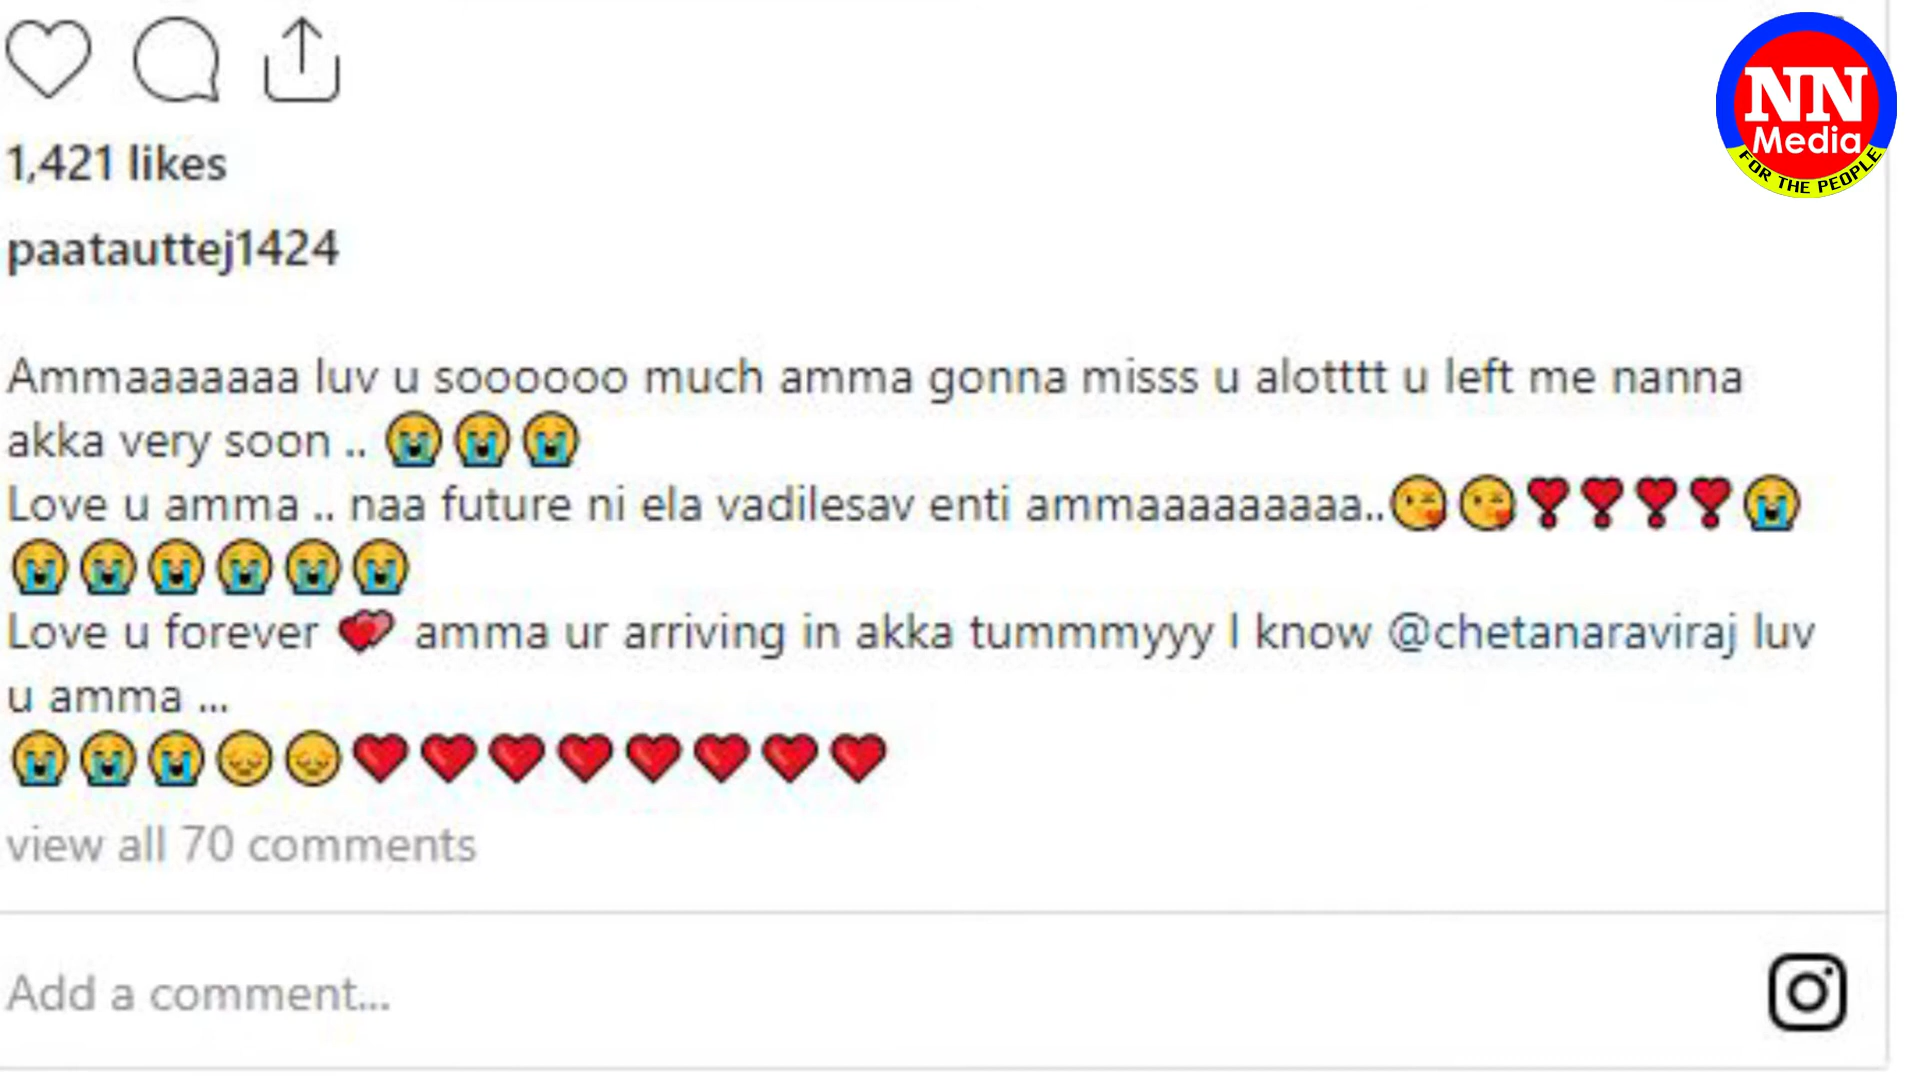 NN
Media
FOR THE PEOPLE
1,421 likes
paatauttej1424
Ammaaaaaaa luv u soooooo much amma gonna misss u alotttt u left me nanna
akka very soon .. 😭😭😭
Love u amma .. naa future ni ela vadilesav enti ammaaaaaaaaa..😘😘❣❣❣❣😭
😭😭😭😭😭😭
Love u forever 💕 amma ur arriving in akka tummmyyy I know @chetanaraviraj luv
u amma ...
😭😭😭😞😞❤❤❤❤❤❤❤❤
view all 70 comments
Add a comment...